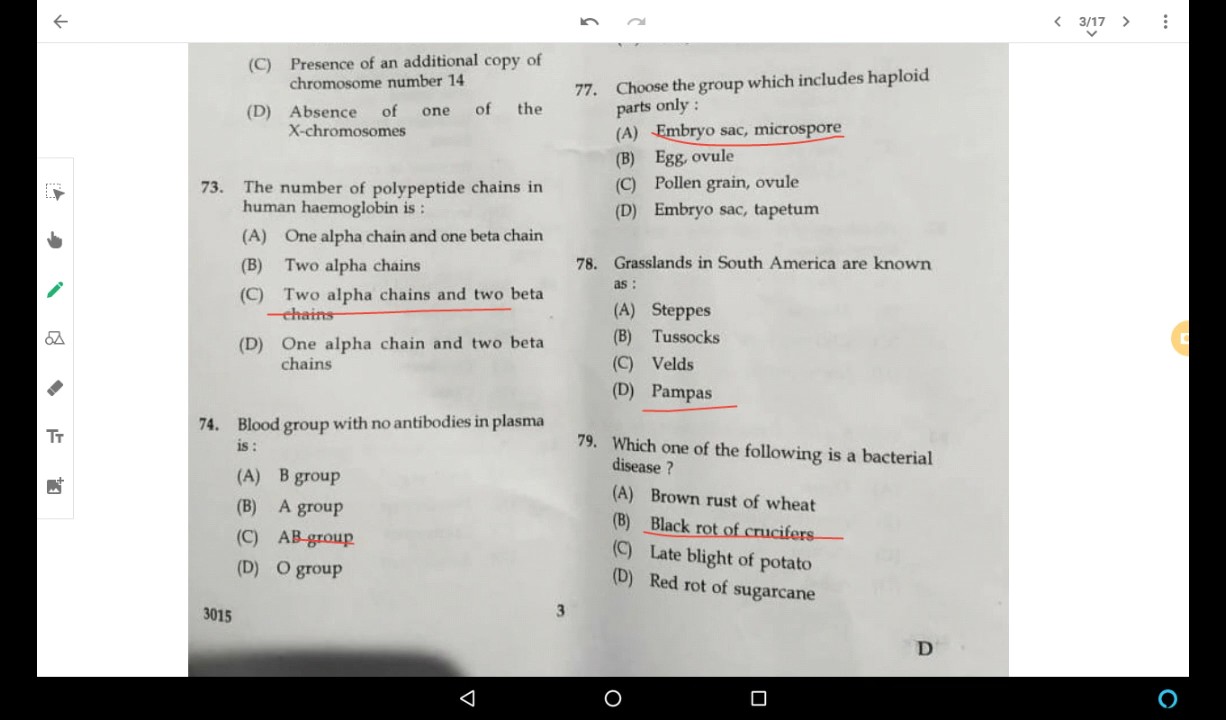 3/17
(C) Presence of an additional copy of
chromosome number 14
(D) Absence of one of the
X-chromosomes
73. The number of polypeptide chains in
human haemoglobin is :
(A) One alpha chain and one beta chain
(B) Two alpha chains
(C) Two alpha chains and two beta
chains
(D) One alpha chain and two beta
chains
74. Blood group with no antibodies in plasma
is :
(A) B group
(B) A group
(C) AB group
(D) O group
3015
77. Choose the group which includes haploid
parts only :
(A) Embryo sac, microspore
(B) Egg, ovule
(C) Pollen grain, ovule
(D) Embryo sac, tapetum
78. Grasslands in South America are known
as :
(A) Steppes
(B) Tussocks
(C) Velds
(D) Pampas
79. Which one of the following is a bacterial
disease ?
(A) Brown rust of wheat
(B) Black rot of crucifers
(C) Late blight of potato
(D) Red rot of sugarcane
3
D
Tт